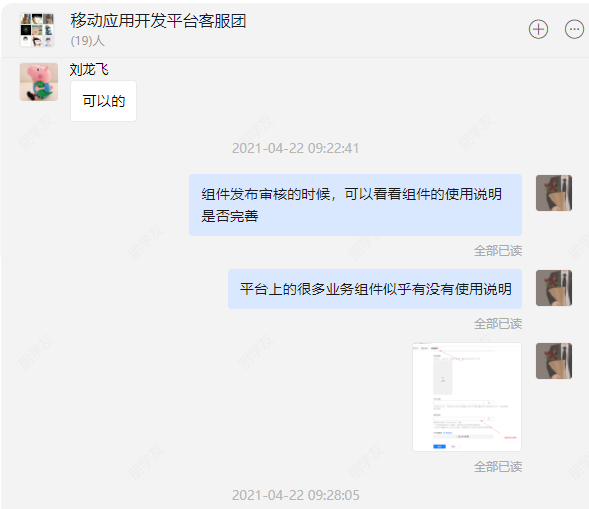 移动应用开发平台客服团
(19)人
刘龙飞
可以的
2021-04-22 09:22:41
组件发布审核的时候，可以看看组件的使用说明
是否完善
全部已读
平台上的很多业务组件似乎有没有使用说明
全部已读
全部已读
2021-04-22 09:28:05